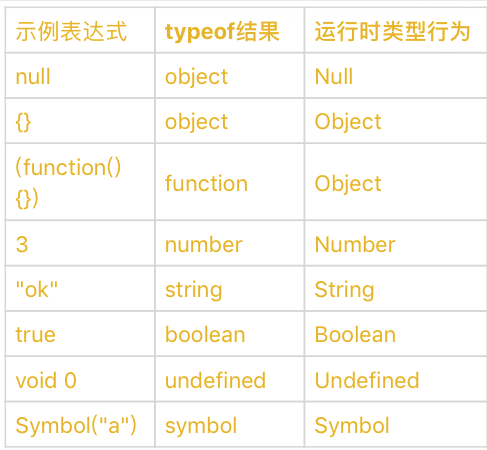 示例表达式 typeof结果 运行时类型行为
null object Null
{} object Object
(function()
{}) function Object
3 number Number
"ok" string String
true boolean Boolean
void 0 undefined Undefined
Symbol("a") symbol Symbol